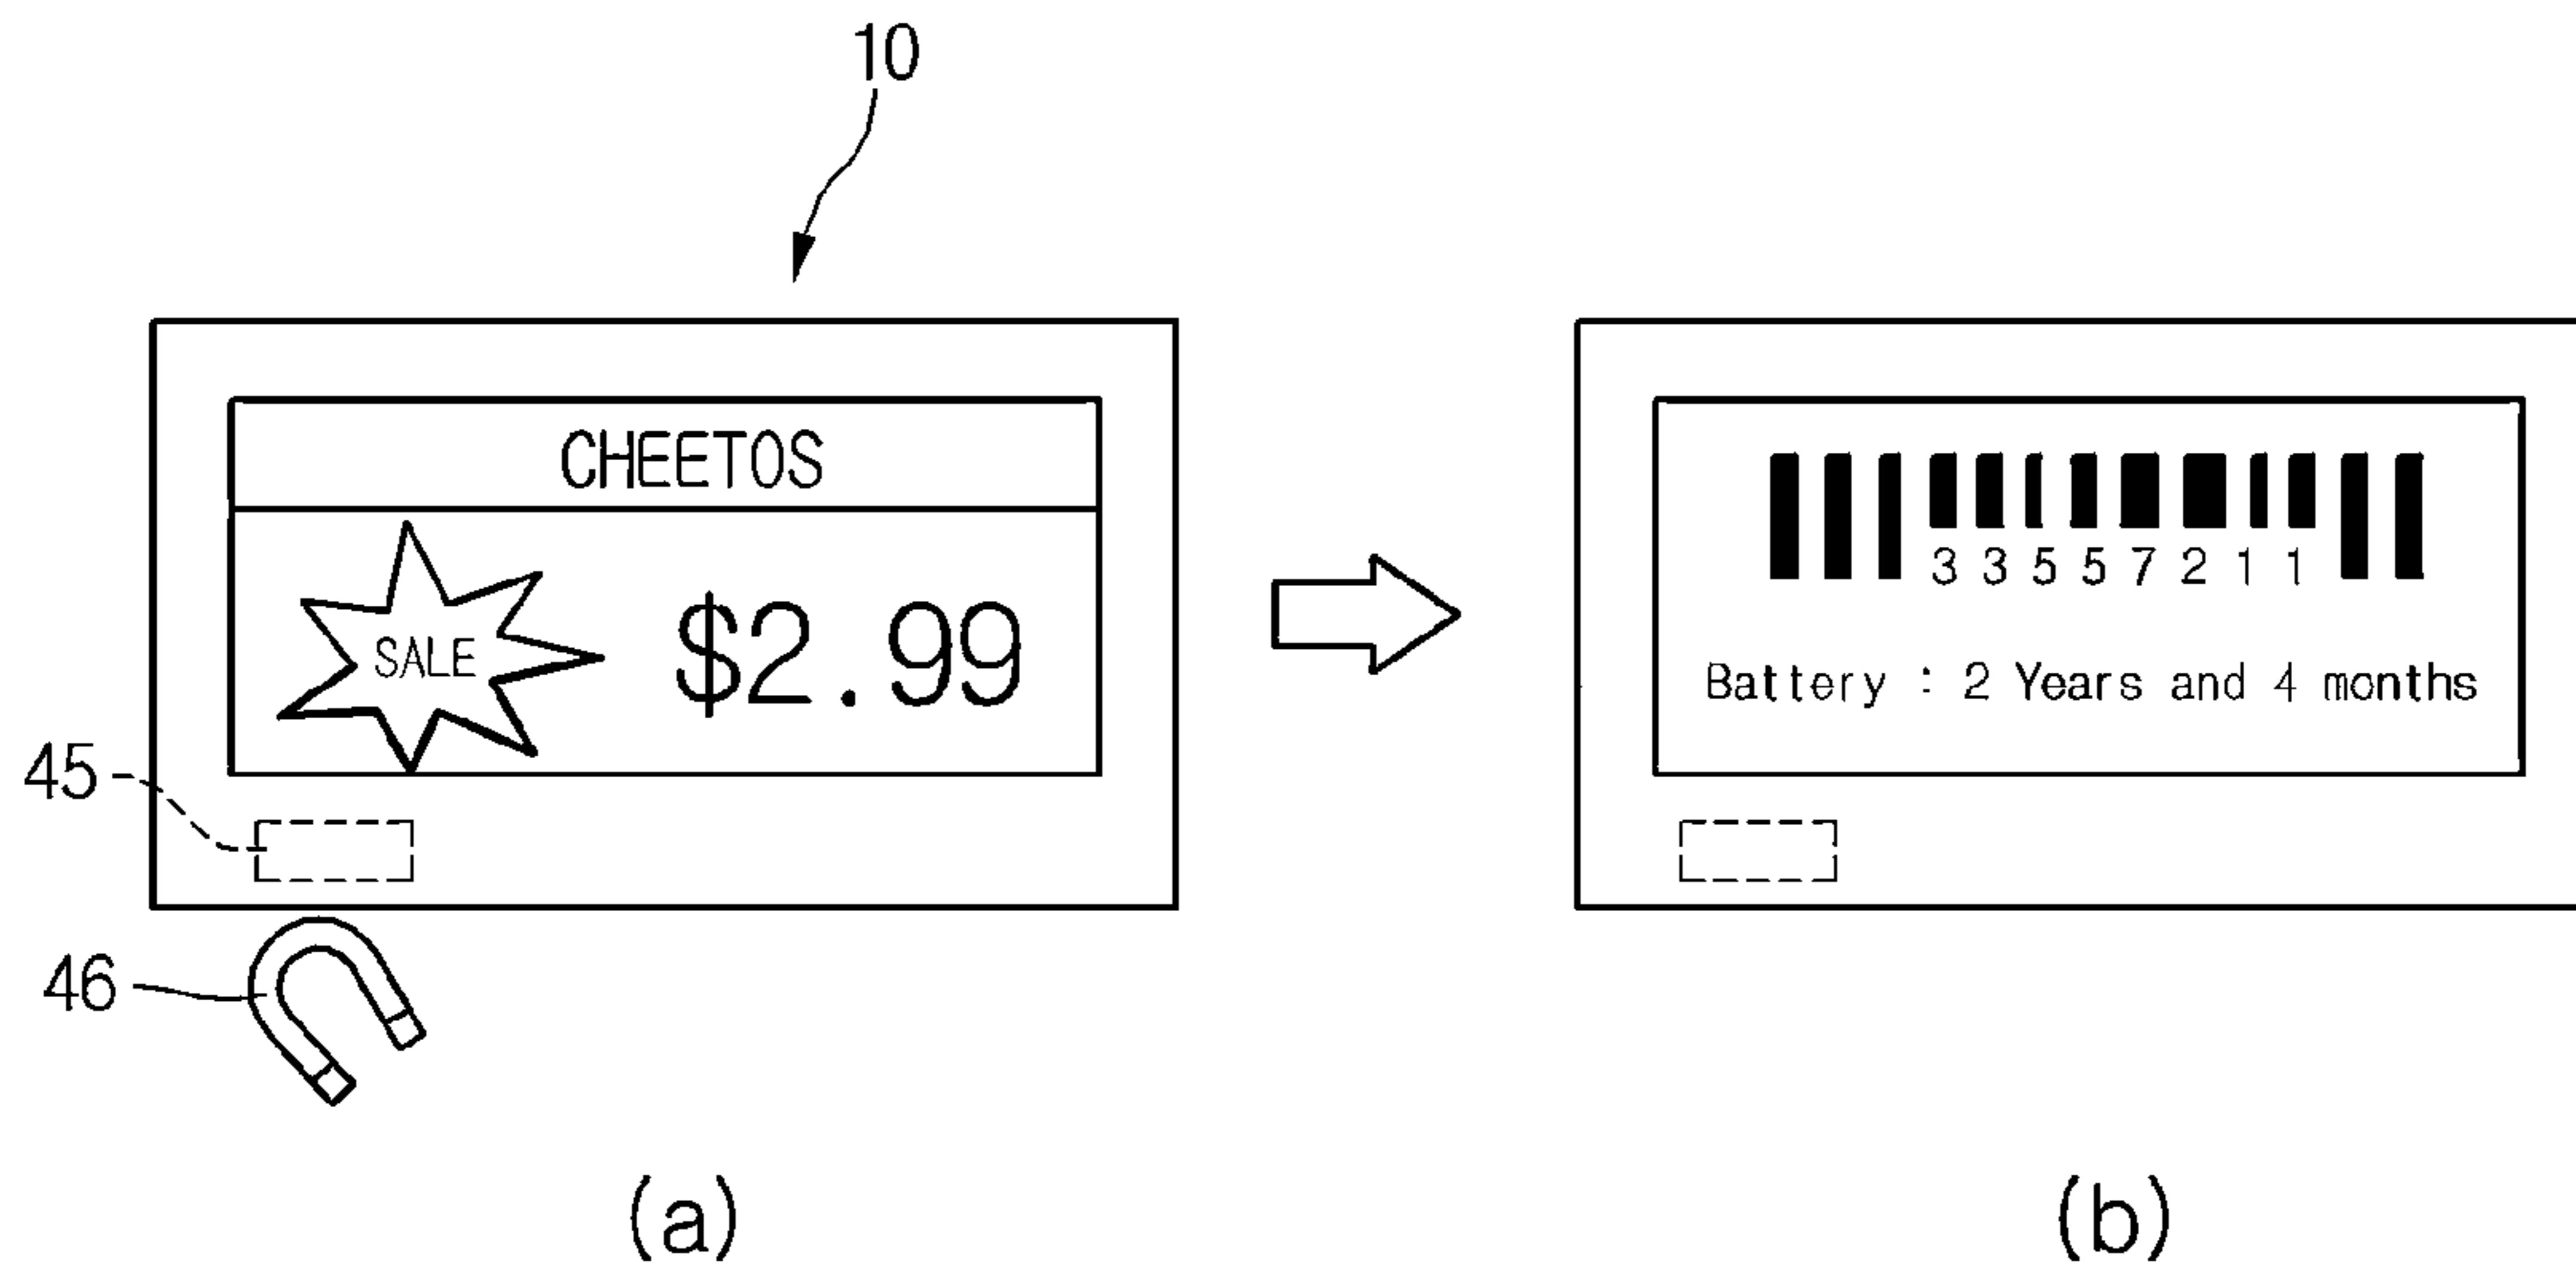 10
CHEETOS
SALE
$2.99
45
46
(a)
3 3 5 5 7 2 1 1
Battery : 2 Years and 4 months
(b)